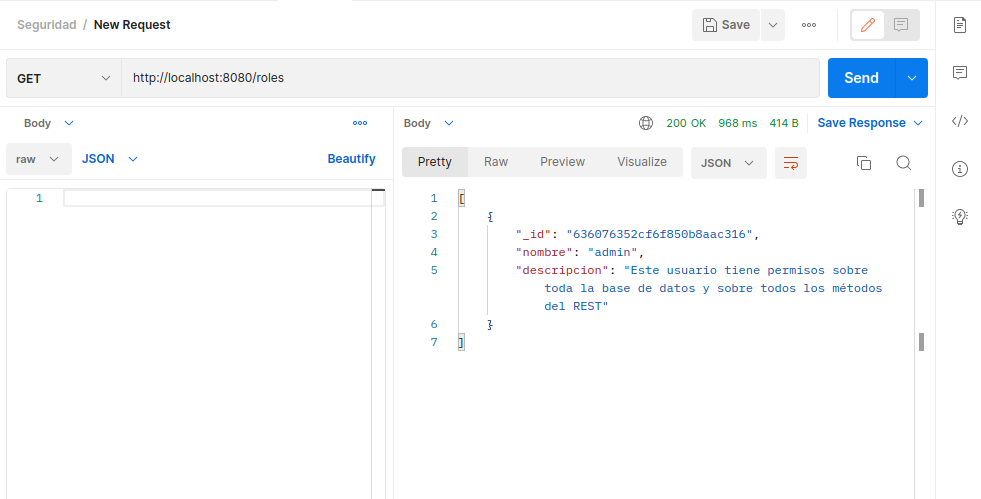 Seguridad / New Request
Save
GET
http://localhost:8080/roles
Send
Body
Body
200 OK 968 ms 414 B Save Response
raw JSON Beautify
Pretty Raw Preview Visualize JSON
1
1 [
2 {
3 "_id": "636076352cf6f850b8aac316",
4 "nombre": "admin",
5 "descripcion": "Este usuario tiene permisos sobre
toda la base de datos y sobre todos los métodos
del REST"
6 }
7 ]